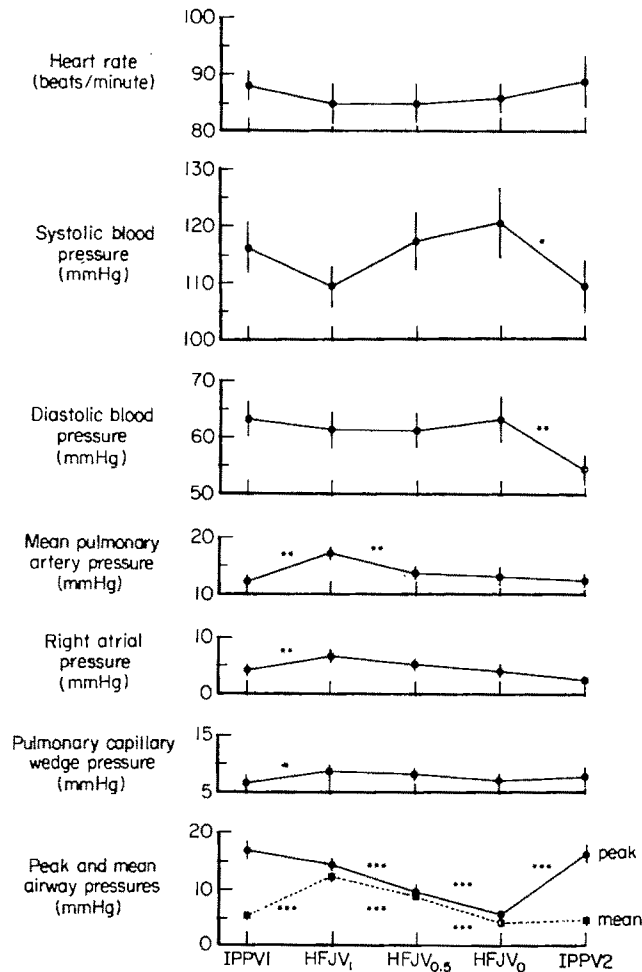 Heart rate
(beats/minute)
100
90
80
Systolic blood
pressure
(mmHg)
130
120
110
100
*
Diastolic blood
pressure
(mmHg)
70
60
50
**
Mean pulmonary
artery pressure
(mmHg)
20
10
** **
Right atrial
pressure
(mmHg)
10
0
**
Pulmonary capillary
wedge pressure
(mmHg)
15
5
*
Peak and mean
airway pressures
(mmHg)
20
10
0
*** *** peak
***
*** *** mean
***
IPPV1 HFJV₁ HFJV₀.₅ HFJV₀ IPPV2